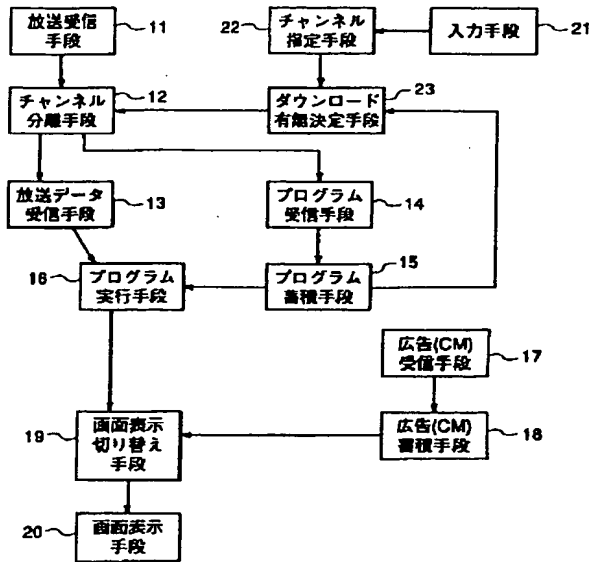 放送受信
手段
11
22
チャンネル
指定手段
入力手段
21
チャンネル
分離手段
12
ダウンロード
有無決定手段
23
放送データ
受信手段
13
プログラム
受信手段
14
16
プログラム
実行手段
プログラム
蓄積手段
15
広告(CM)
受信手段
17
19
画面表示
切り替え
手段
広告(CM)
蓄積手段
18
20
画面表示
手段